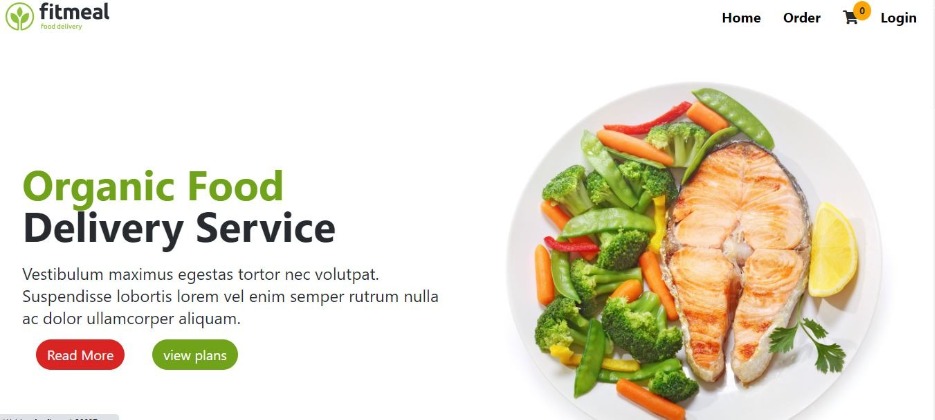 fitmeal
food delivery
Home Order 0 Login
Organic Food
Delivery Service
Vestibulum maximus egestas tortor nec volutpat.
Suspendisse lobortis lorem vel enim semper rutrum nulla
ac dolor ullamcorper aliquam.
Read More view plans